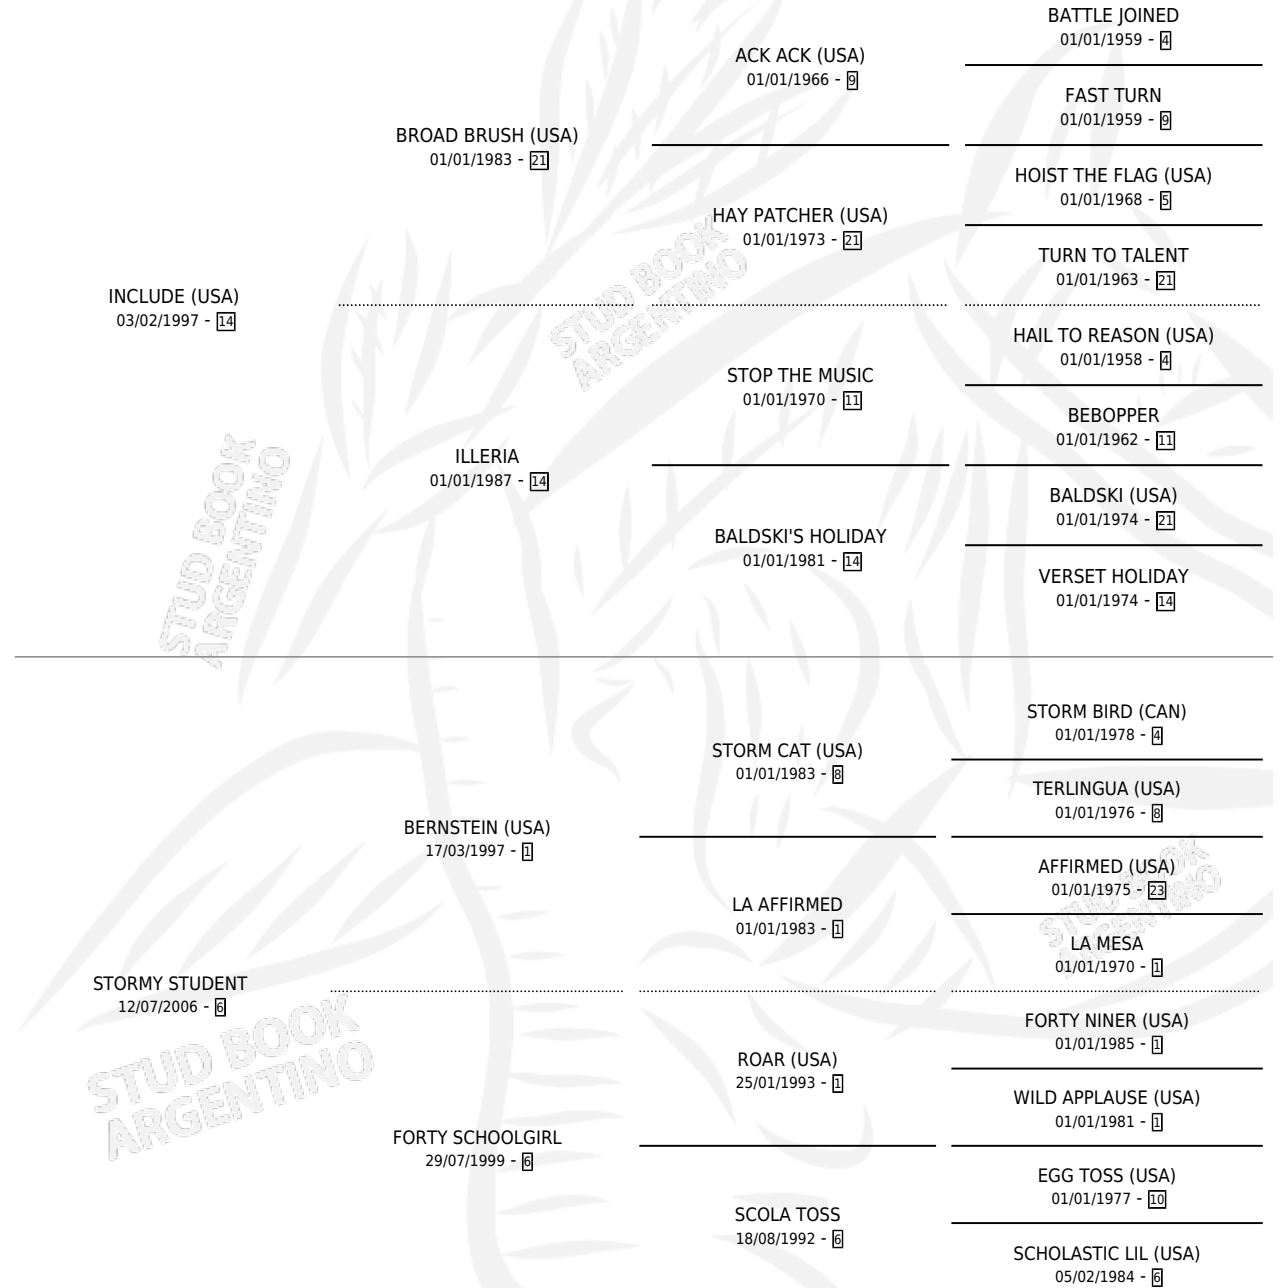 BATTLE JOINED
01/01/1959 - 4
ACK ACK (USA)
01/01/1966 - 9
FAST TURN
01/01/1959 - 9
BROAD BRUSH (USA)
01/01/1983 - 21
HOIST THE FLAG (USA)
01/01/1968 - 5
HAY PATCHER (USA)
01/01/1973 - 21
TURN TO TALENT
01/01/1963 - 21
INCLUDE (USA)
03/02/1997 - 14
HAIL TO REASON (USA)
01/01/1958 - 4
STOP THE MUSIC
01/01/1970 - 11
BEBOPPER
01/01/1962 - 11
ILLERIA
01/01/1987 - 14
BALDSKI (USA)
01/01/1974 - 21
BALDSKI'S HOLIDAY
01/01/1981 - 14
VERSET HOLIDAY
01/01/1974 - 14
STUD BOOK
ARGENTINO
STUD BOOK
ARGENTINO
STORM BIRD (CAN)
01/01/1978 - 4
STORM CAT (USA)
01/01/1983 - 8
TERLINGUA (USA)
01/01/1976 - 8
BERNSTEIN (USA)
17/03/1997 - 1
AFFIRMED (USA)
01/01/1975 - 23
LA AFFIRMED
01/01/1983 - 1
LA MESA
01/01/1970 - 1
STORMY STUDENT
12/07/2006 - 6
FORTY NINER (USA)
01/01/1985 - 1
ROAR (USA)
25/01/1993 - 1
WILD APPLAUSE (USA)
01/01/1981 - 1
FORTY SCHOOLGIRL
29/07/1999 - 6
EGG TOSS (USA)
01/01/1977 - 10
SCOLA TOSS
18/08/1992 - 6
SCHOLASTIC LIL (USA)
05/02/1984 - 6
STUD BOOK
ARGENTINO
STUD BOOK
ARGENTINO